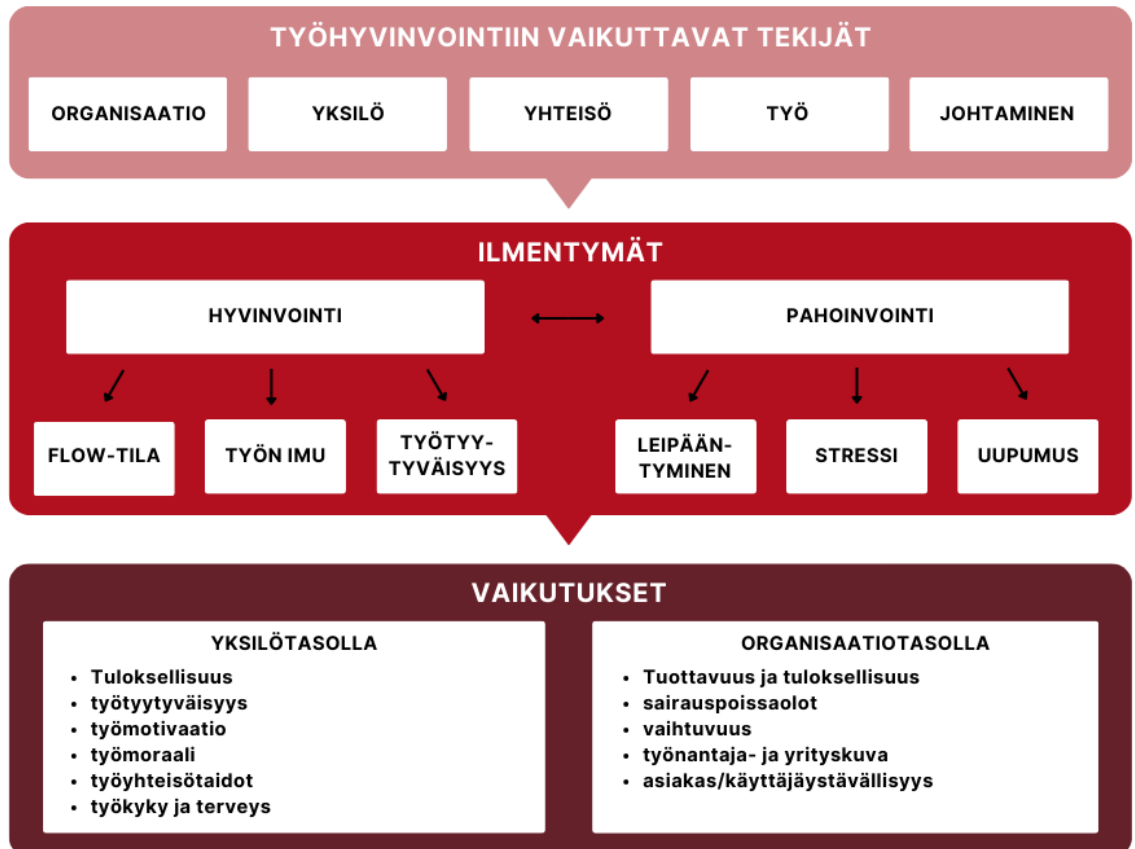 TYÖHYVINVOINTIIN VAIKUTTAVAT TEKIJÄT
ORGANISAATIO
YKSILÖ
YHTEISÖ
TYÖ
JOHTAMINEN
ILMENTYMÄT
HYVINVOINTI
PAHOINVOINTI
FLOW-TILA
TYÖN IMU
TYÖTYY-
TYVÄISYYS
LEIPÄÄN-
TYMINEN
STRESSI
UUPUMUS
VAIKUTUKSET
YKSILÖTASOLLA
• Tuloksellisuus
• työtyytyväisyys
• työmotivaatio
• työmoraali
• työyhteisötaidot
• työkyky ja terveys
ORGANISAATIOTASOLLA
• Tuottavuus ja tuloksellisuus
• sairauspoissaolot
• vaihtuvuus
• työnantaja- ja yrityskuva
• asiakas/käyttäjäystävällisyys